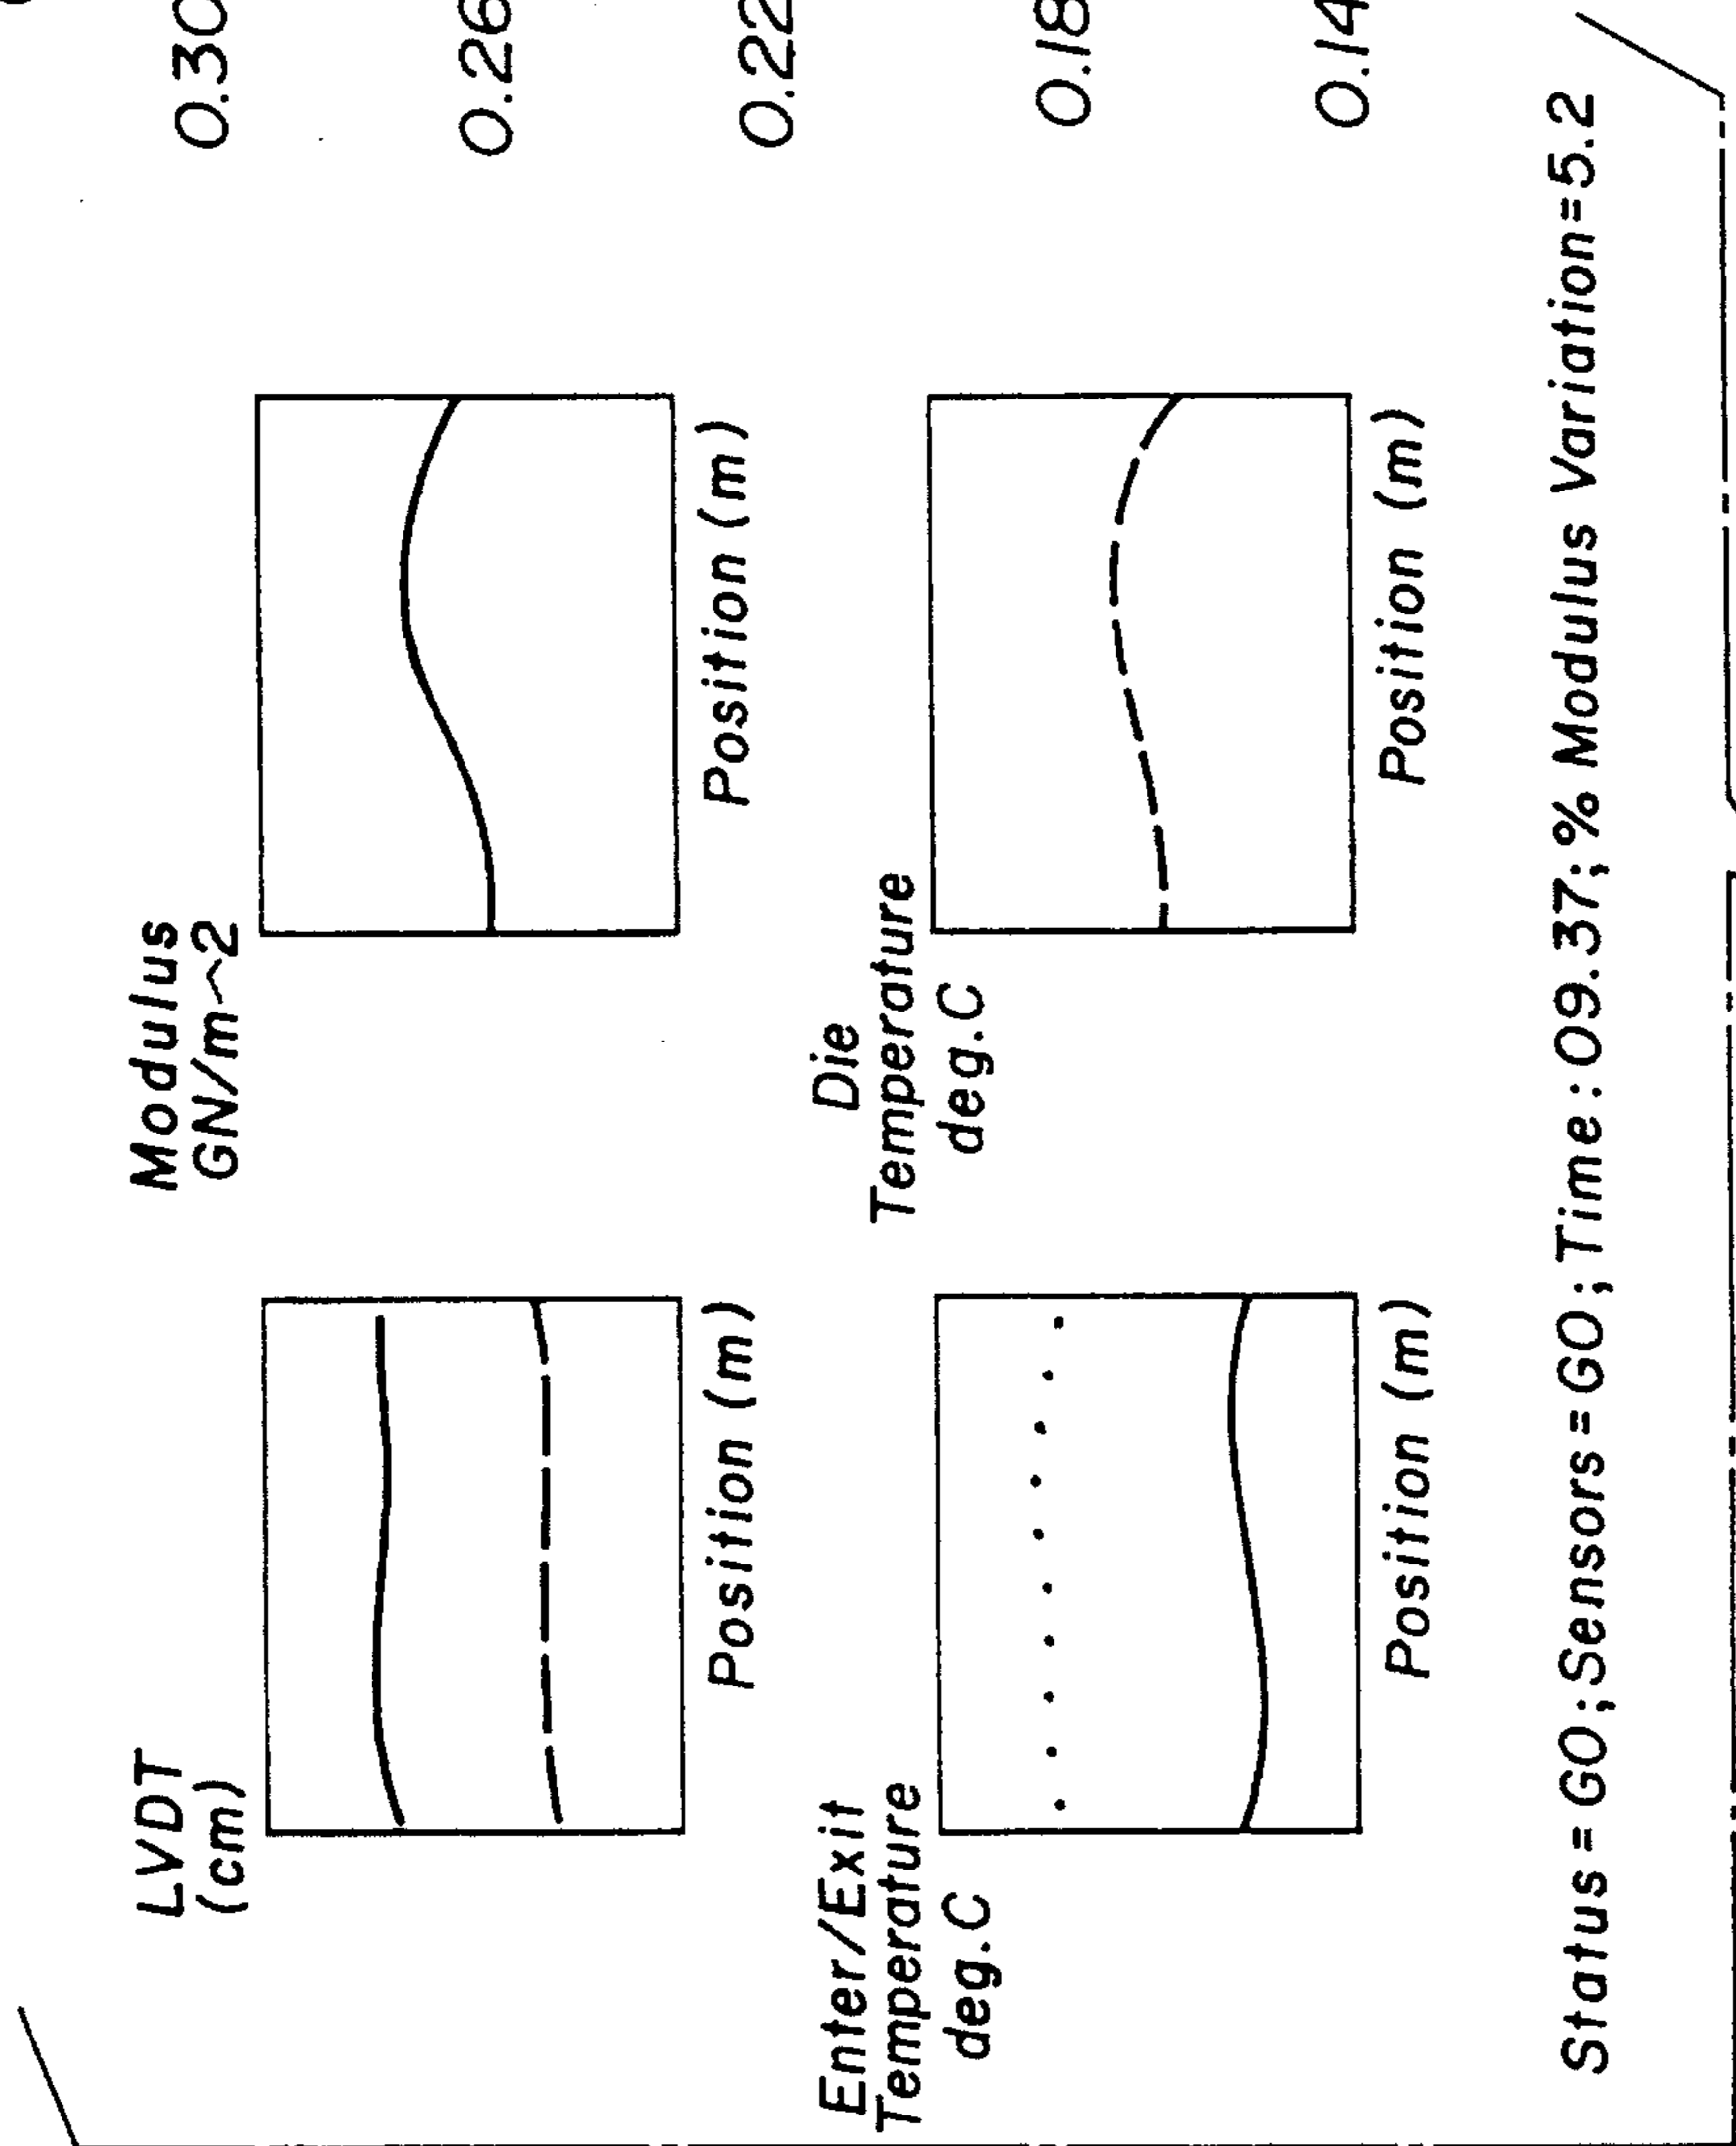 LVDT
(cm)
Position (m)
Modulus
GN/m^2
Position (m)
Enter/Exit
Temperature
deg.C
Position (m)
Die
Temperature
deg.C
Position (m)
Status=GO;Sensors=GO;Time:09.37;% Modulus Variation=5.2
0.30
0.26
0.22
0.18
0.14